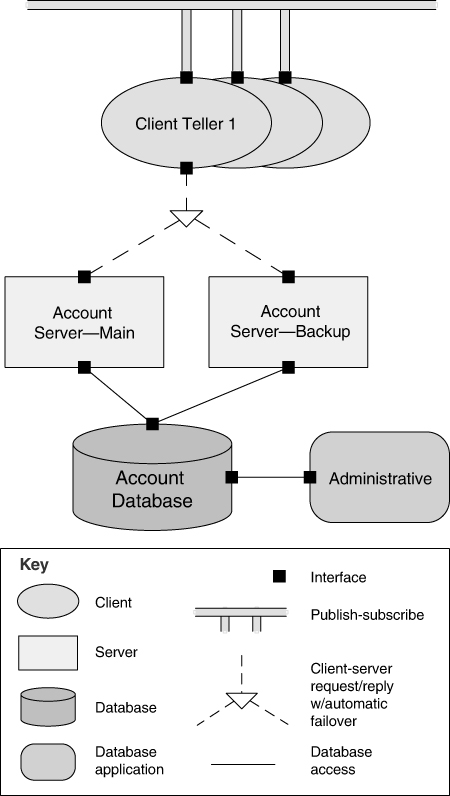 Client Teller 1
Account
Server—Main
Account
Server—Backup
Account
Database
Administrative
Key
Client
Server
Database
Database
application
Interface
Publish-subscribe
Client-server
request/reply
w/automatic
failover
Database
access